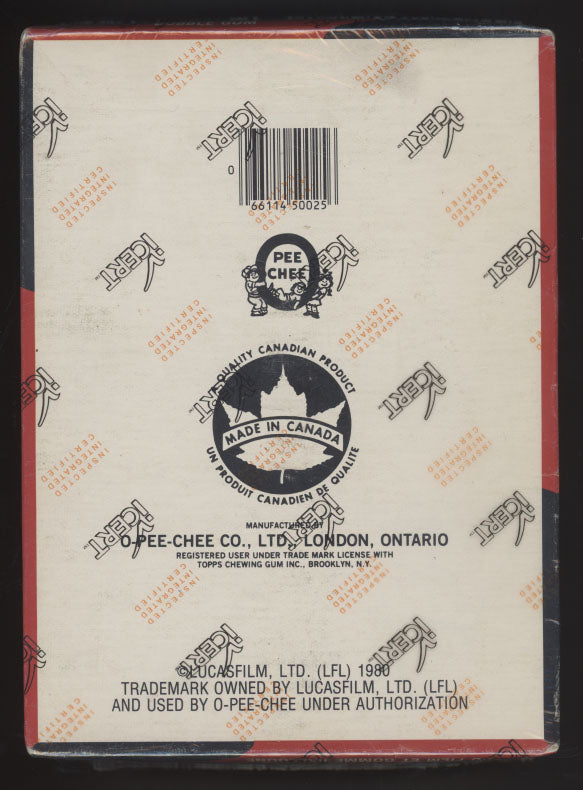 0
66114 50025
O
PEE
CHEE
A QUALITY CANADIAN PRODUCT
MADE IN CANADA
UN PRODUIT CANADIEN DE QUALITE
MANUFACTURED BY
O-PEE-CHEE CO., LTD., LONDON, ONTARIO
REGISTERED USER UNDER TRADE MARK LICENSE WITH
TOPPS CHEWING GUM INC., BROOKLYN, N.Y.
©LUCASFILM, LTD. (LFL) 1980
TRADEMARK OWNED BY LUCASFILM, LTD. (LFL)
AND USED BY O-PEE-CHEE UNDER AUTHORIZATION
iCERT
INSPECTED
INTEGRATED
CERTIFIED